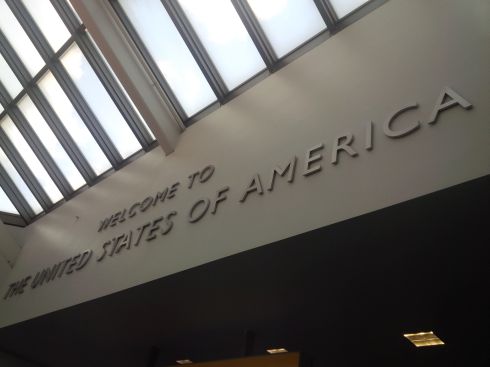 WELCOME TO
THE UNITED STATES OF AMERICA